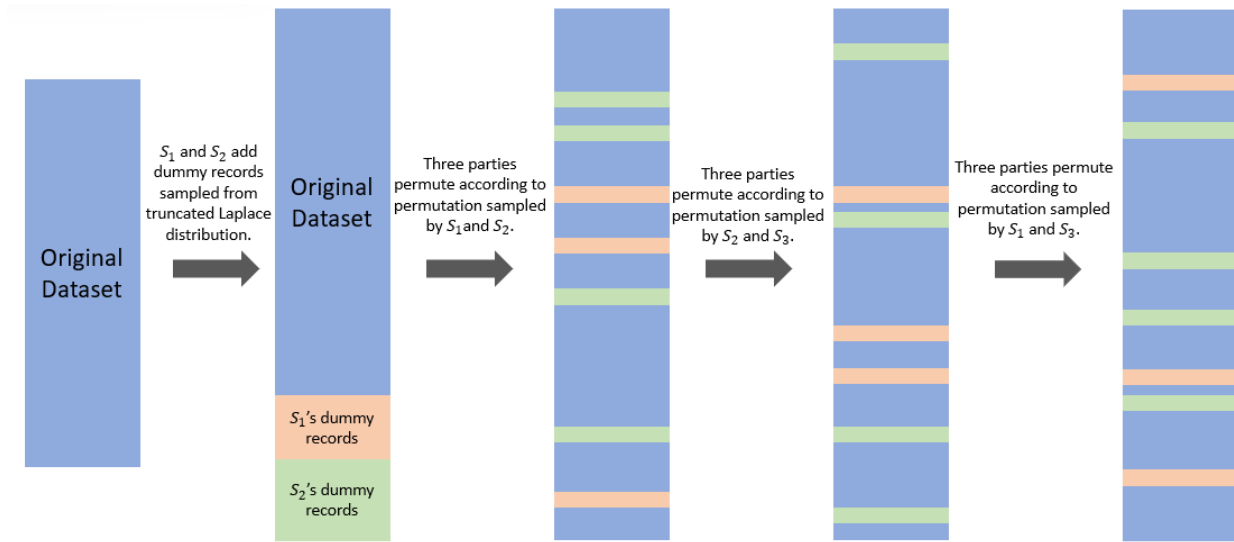 Original
Dataset
S₁ and S₂ add
dummy records
sampled from
truncated Laplace
distribution.
Original
Dataset
S₁'s dummy
records
S₂'s dummy
records
Three parties
permute according to
permutation sampled
by S₁and S₂.
Three parties
permute according to
permutation sampled
by S₂ and S₃.
Three parties permute
according to
permutation sampled
by S₁ and S₃.